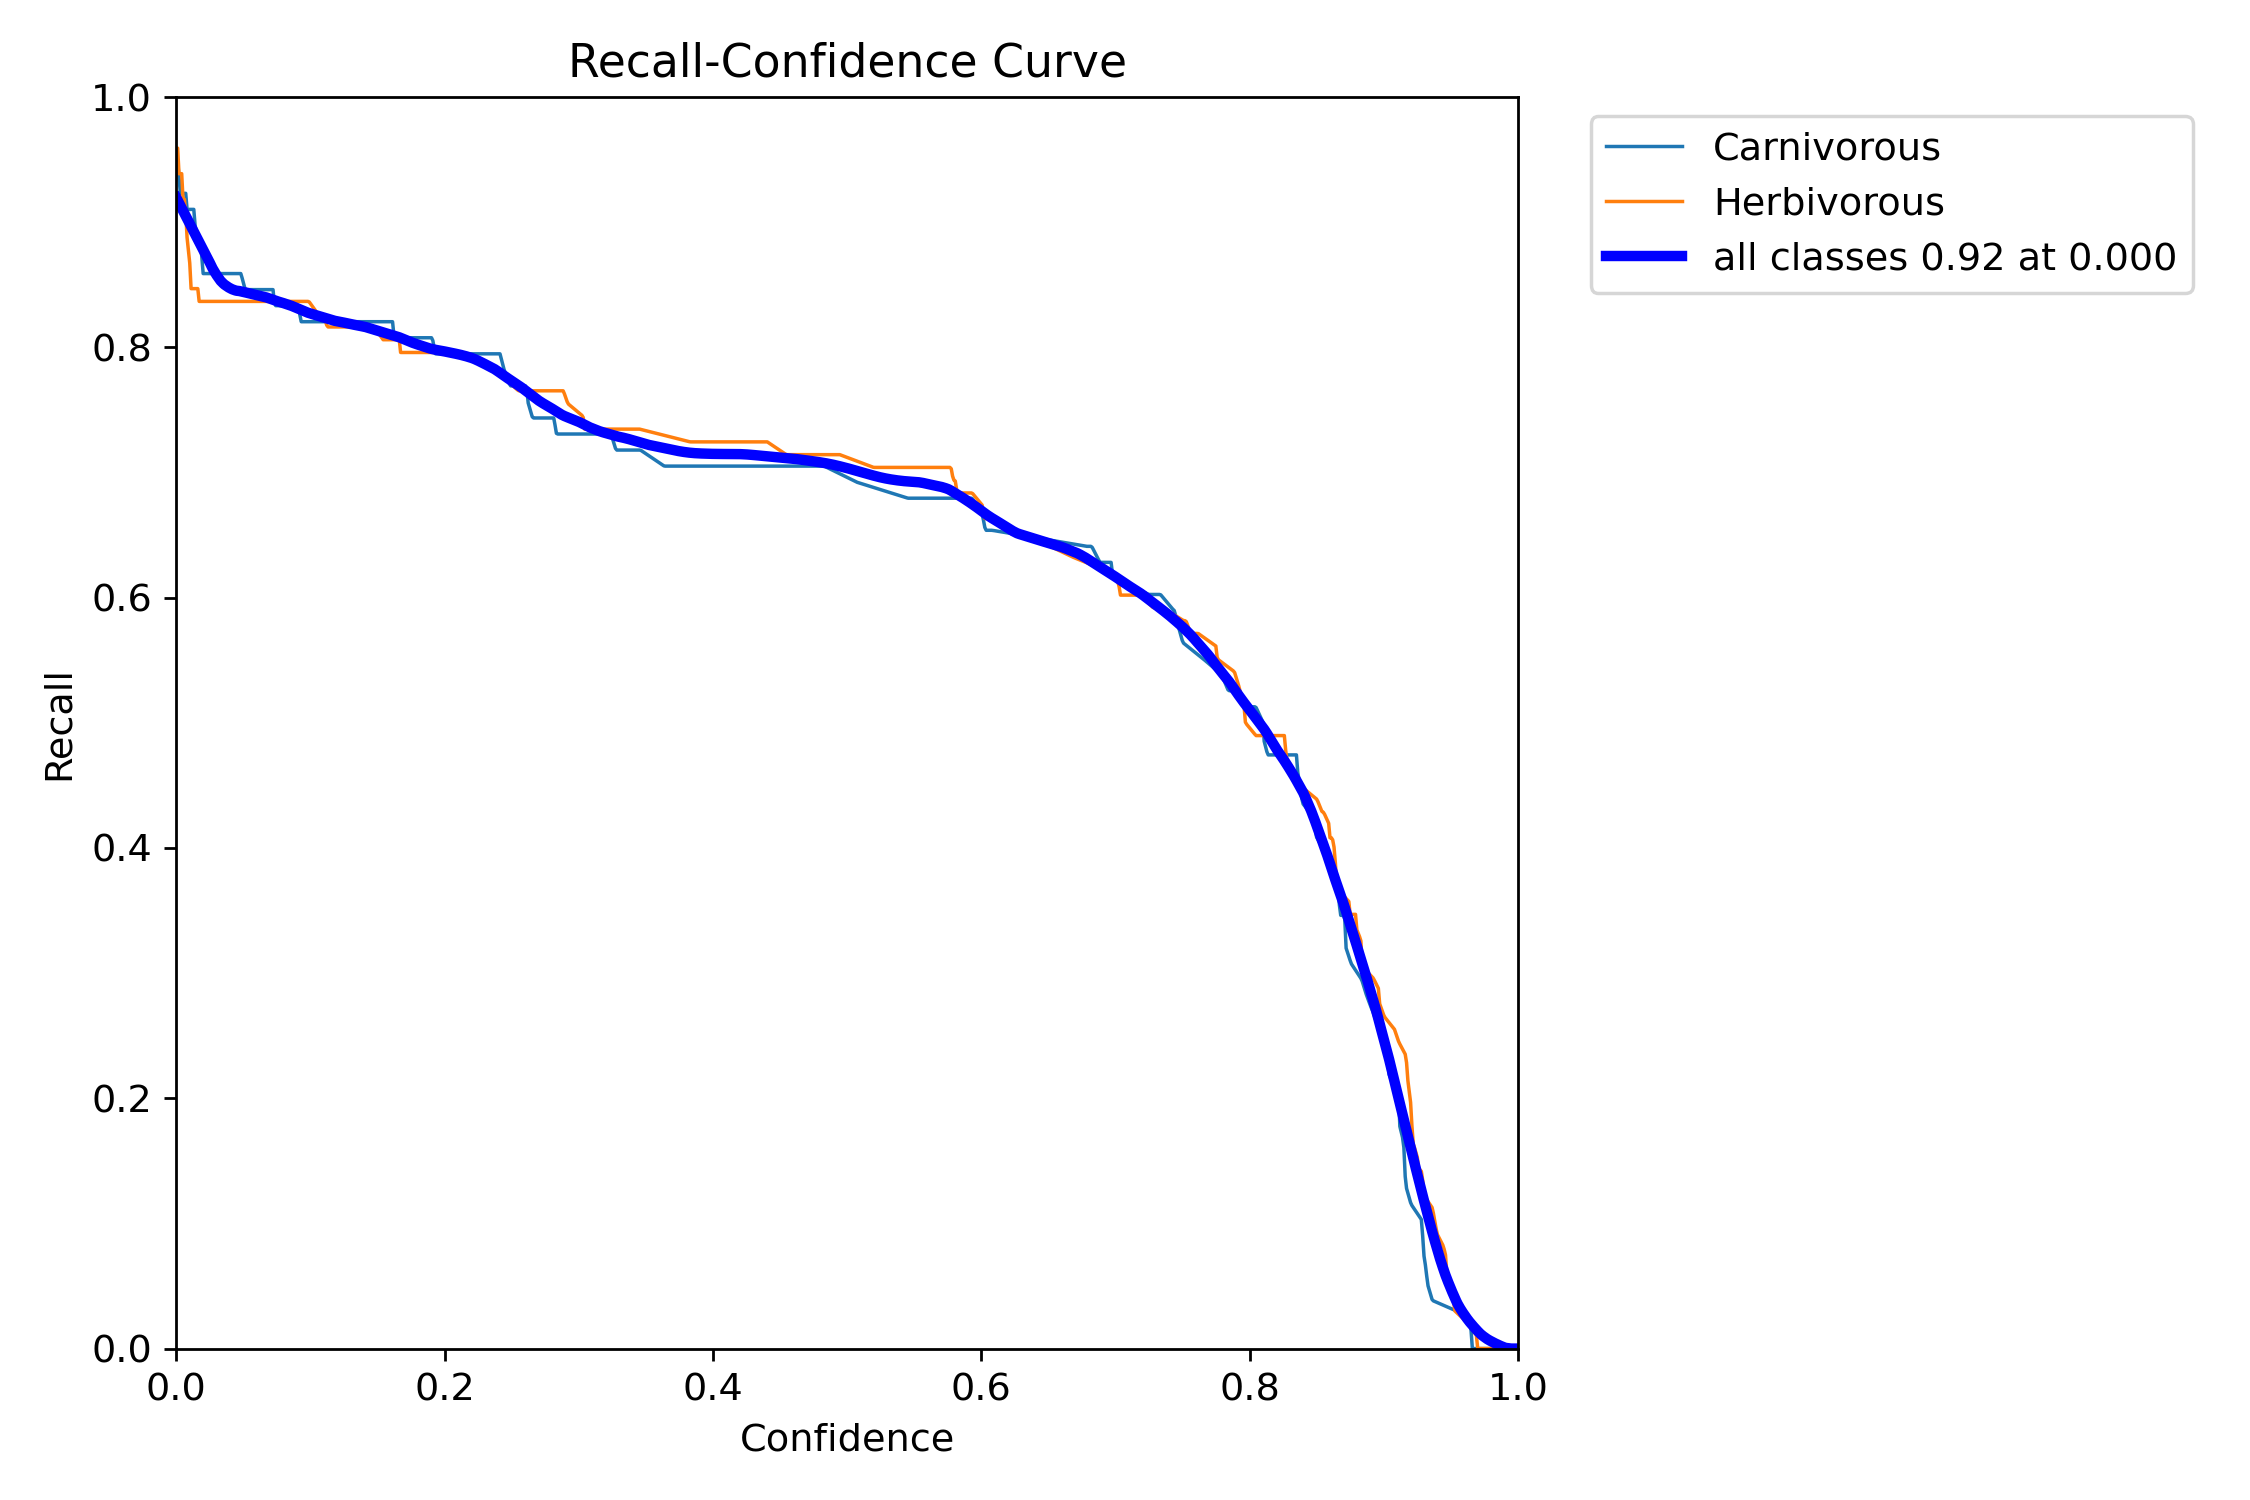 Recall-Confidence Curve
1.0
0.8
0.6
0.4
0.2
0.0
Recall
0.0 0.2 0.4 0.6 0.8 1.0
Confidence
Carnivorous
Herbivorous
all classes 0.92 at 0.000